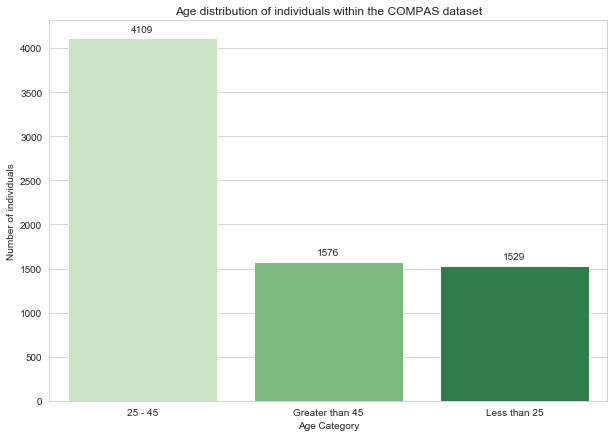 Age distribution of individuals within the COMPAS dataset
4109
4000
3500
3000
2500
2000
1576
1529
1500
1000
500
0
Number of individuals
25 - 45
Greater than 45
Less than 25
Age Category